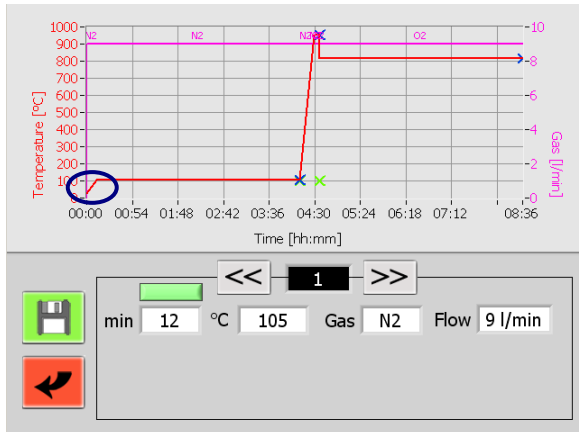 1000
900
800
700
600
500
400
300
200
100
0
Temperature [ºC]
N2 N2 N2 O2
10
8
6
4
2
0
Gas [l/min]
00:00 00:54 01:48 02:42 03:36 04:30 05:24 06:18 07:12 08:36
Time [hh:mm]
<< 1 >>
min 12 ºC 105 Gas N2 Flow 9 l/min